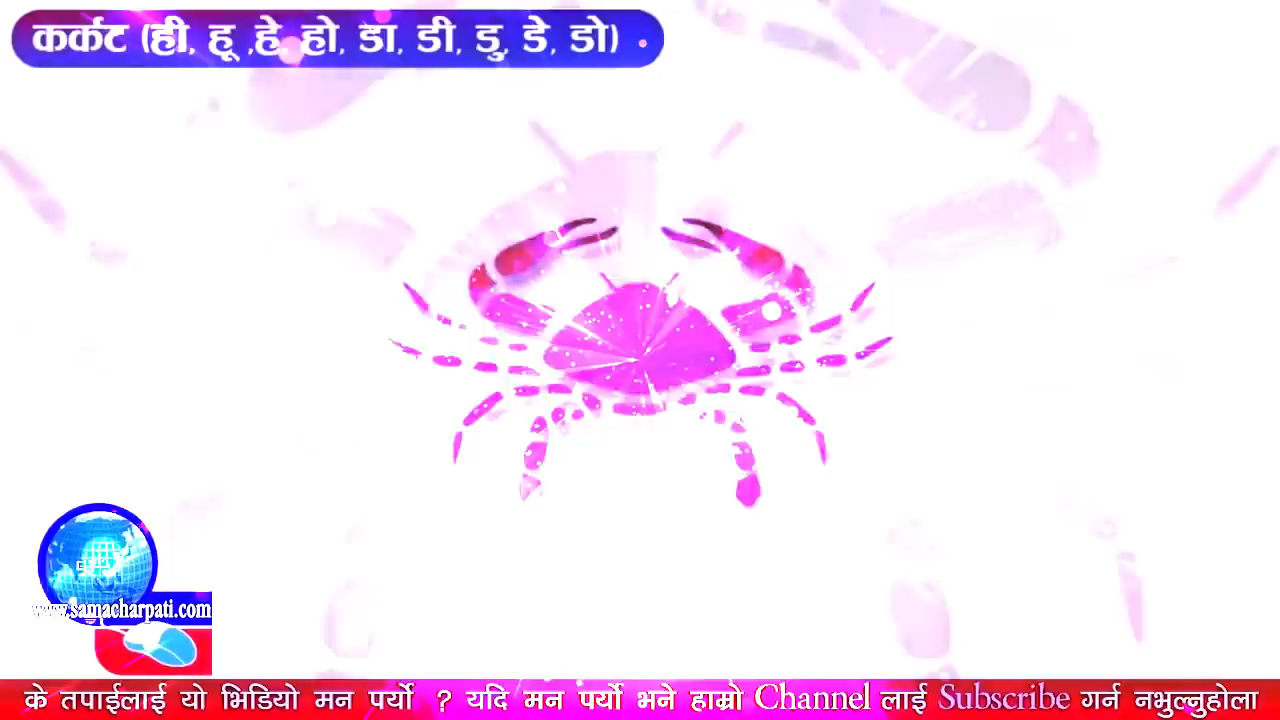 कर्कट (ही, हू ,हे, हो, डा, डी, डु, डे, डो)
www.samacharpati.com
के तपाईलाई यो भिडियो मन पर्यो ? यदि मन पर्यो भने हाम्रो Channel लाई Subscribe गर्न नभुल्नुहोला